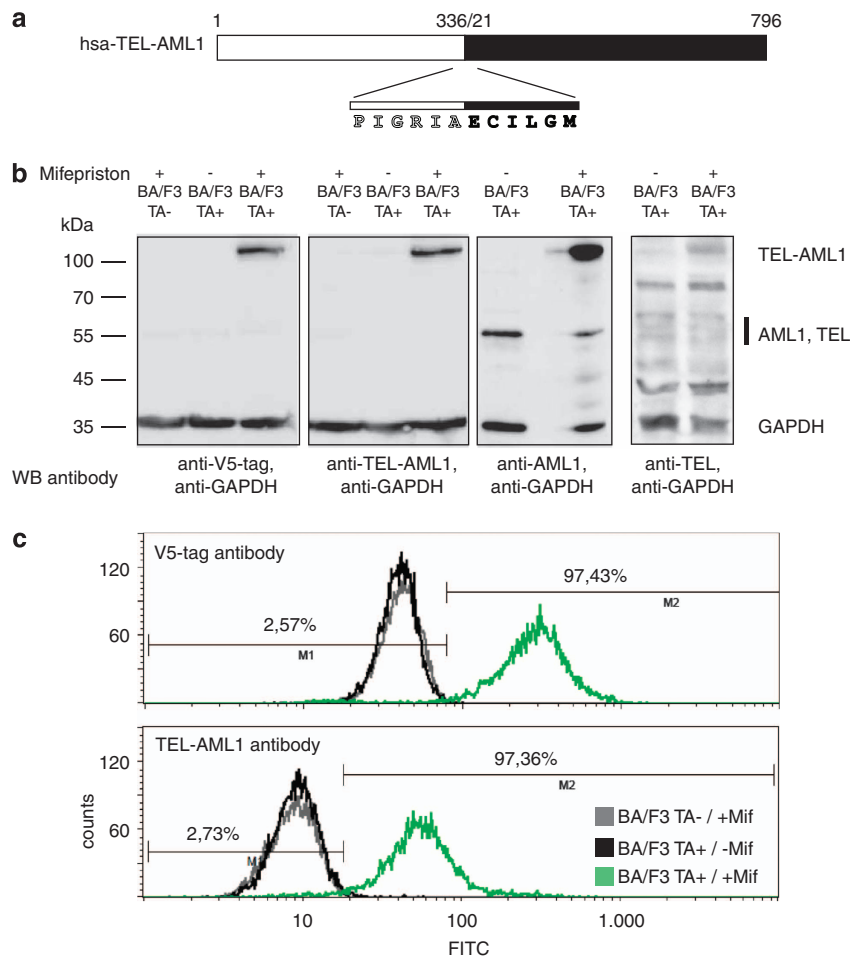 a
1 336/21 796
hsa-TEL-AML1
P I G R I A E C I L G M
b
Mifepriston + - + + - + - + - +
BA/F3 BA/F3 BA/F3 BA/F3 BA/F3 BA/F3 BA/F3 BA/F3 BA/F3 BA/F3
TA- TA+ TA+ TA- TA+ TA+ TA+ TA+ TA+ TA+
kDa
100 TEL-AML1
70
55 AML1, TEL
45
35 GAPDH
WB antibody
anti-V5-tag, anti-TEL-AML1, anti-AML1, anti-TEL,
anti-GAPDH anti-GAPDH anti-GAPDH anti-GAPDH
c
V5-tag antibody
120
97,43%
M2
60
2,57%
M1
TEL-AML1 antibody
120
97,36%
M2
60
2,73%
M
BA/F3 TA- / +Mif
BA/F3 TA+ / -Mif
BA/F3 TA+ / +Mif
counts
10 100 1.000
FITC